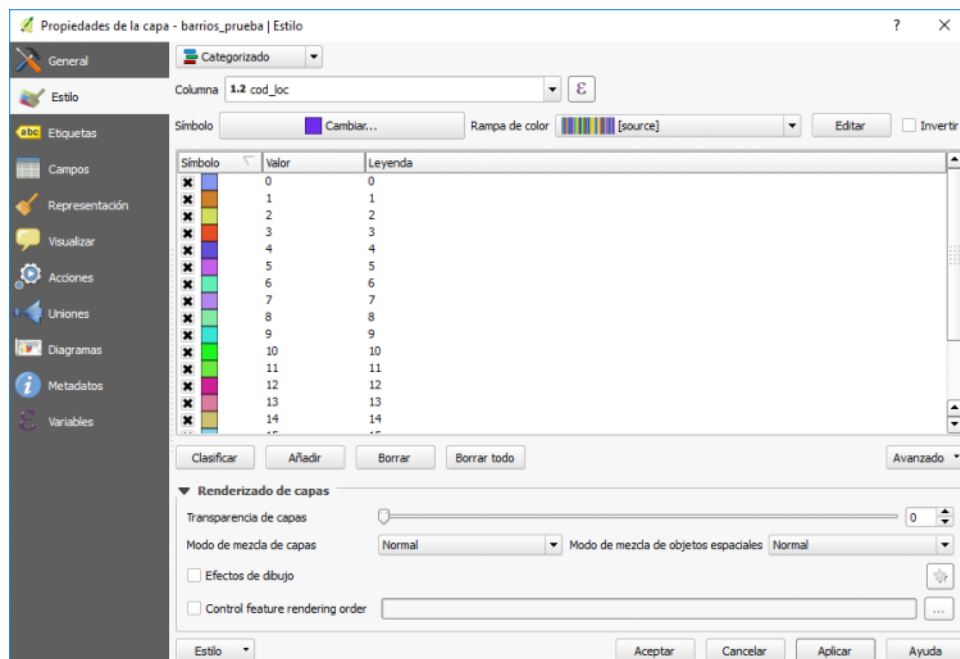 Propiedades de la capa - barrios_prueba | Estilo
?
General
Estilo
abc Etiquetas
Campos
Representación
Visualizar
Acciones
Uniones
Diagramas
Metadatos
Variables
Categorizado
Columna 1.2 cod_loc ε
Símbolo Cambiar... Rampa de color [source] Editar Invertir
Símbolo Valor Leyenda
0 0
1 1
2 2
3 3
4 4
5 5
6 6
7 7
8 8
9 9
10 10
11 11
12 12
13 13
14 14
15 15
Clasificar Añadir Borrar Borrar todo Avanzado
Renderizado de capas
Transparencia de capas 0
Modo de mezcla de capas Normal Modo de mezcla de objetos espaciales Normal
Efectos de dibujo
Control feature rendering order ...
Estilo Aceptar Cancelar Aplicar Ayuda